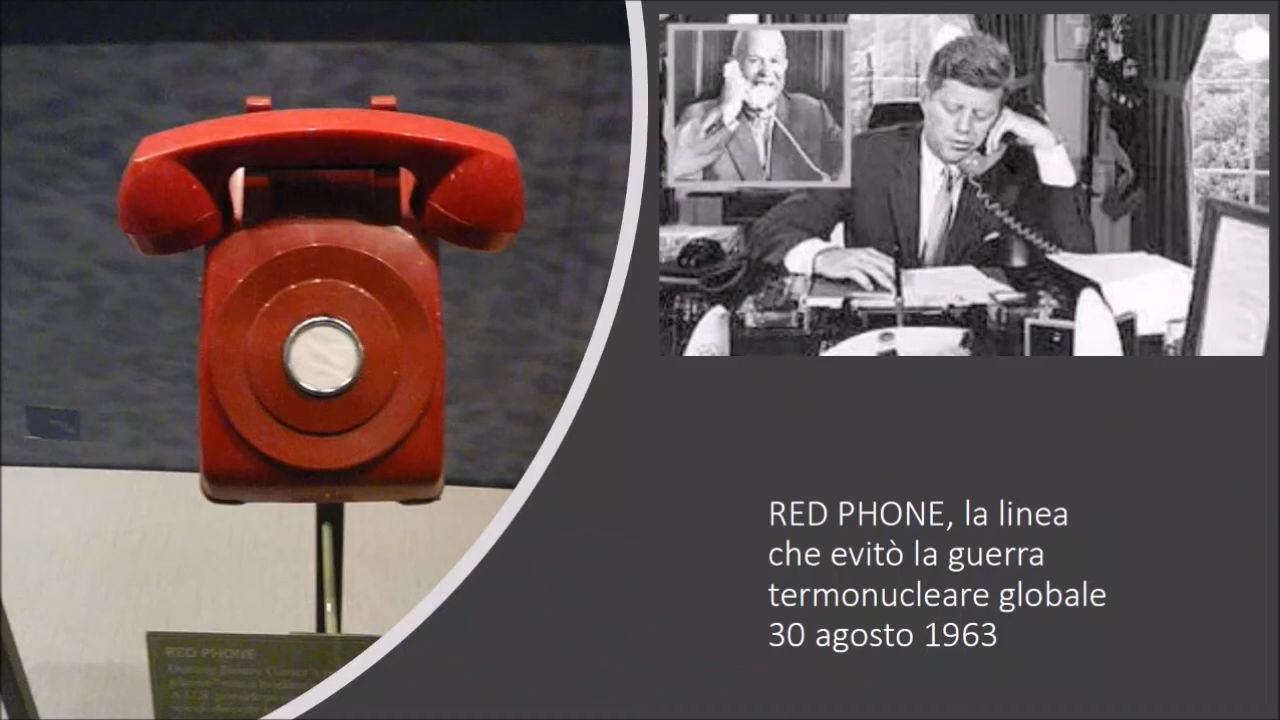 RED PHONE, la linea
che evitò la guerra
termonucleare globale
30 agosto 1963
RED PHONE